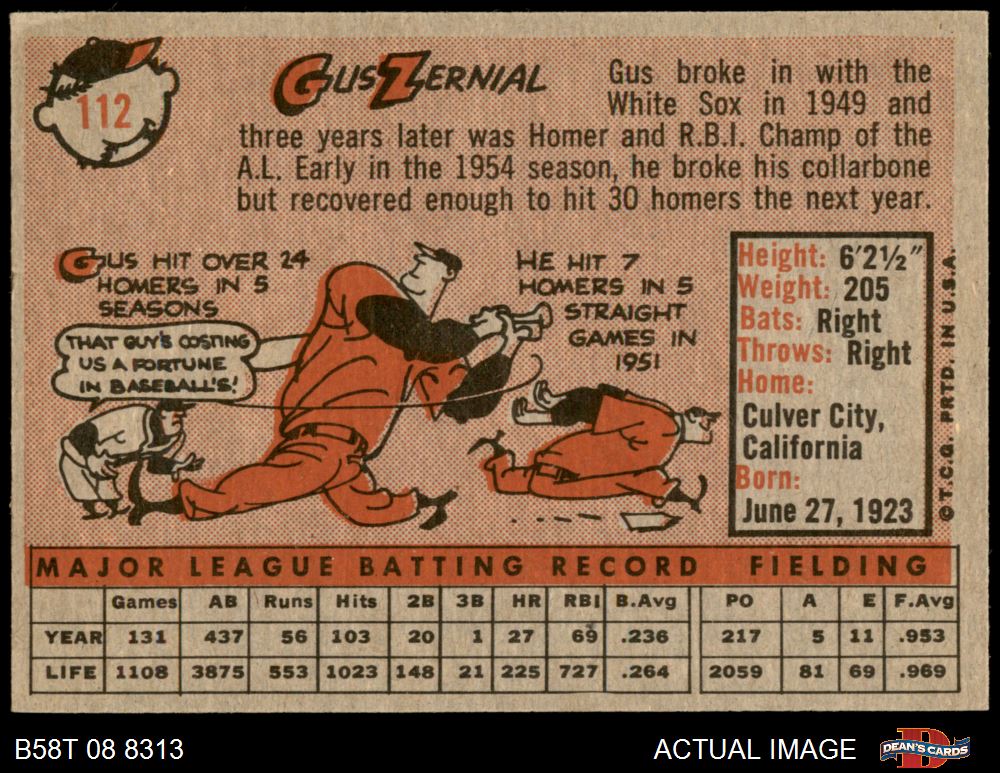 112
Gus Zernial
Gus broke in with the
White Sox in 1949 and
three years later was Homer and R.B.I. Champ of the
A.L. Early in the 1954 season, he broke his collarbone
but recovered enough to hit 30 homers the next year.
GUS HIT OVER 24
HOMERS IN 5
SEASONS
THAT GUY'S COSTING
US A FORTUNE
IN BASEBALL'S!
HE HIT 7
HOMERS IN 5
STRAIGHT
GAMES IN
1951
Height: 6'2½"
Weight: 205
Bats: Right
Throws: Right
Home:
Culver City,
California
Born:
June 27, 1923
©T.C.G. PRTD. IN U.S.A.
MAJOR LEAGUE BATTING RECORD FIELDING
Games AB Runs Hits 2B 3B HR RBI B.Avg PO A E F.Avg
YEAR 131 437 56 103 20 1 27 69 .236 217 5 11 .953
LIFE 1108 3875 553 1023 148 21 225 727 .264 2059 81 69 .969
B58T 08 8313 ACTUAL IMAGE DEAN'S CARDS